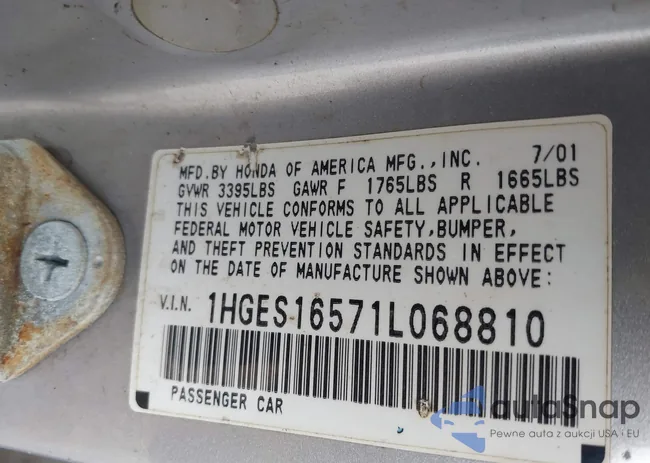 MFD.BY HONDA OF AMERICA MFG.,INC. 7/01
GVWR 3395LBS GAWR F 1765LBS R 1665LBS
THIS VEHICLE CONFORMS TO ALL APPLICABLE
FEDERAL MOTOR VEHICLE SAFETY,BUMPER,
AND THEFT PREVENTION STANDARDS IN EFFECT
ON THE DATE OF MANUFACTURE SHOWN ABOVE:
V.I.N. 1HGES16571L068810
PASSENGER CAR
autoSnap
Pewne auta z aukcji USA i EU